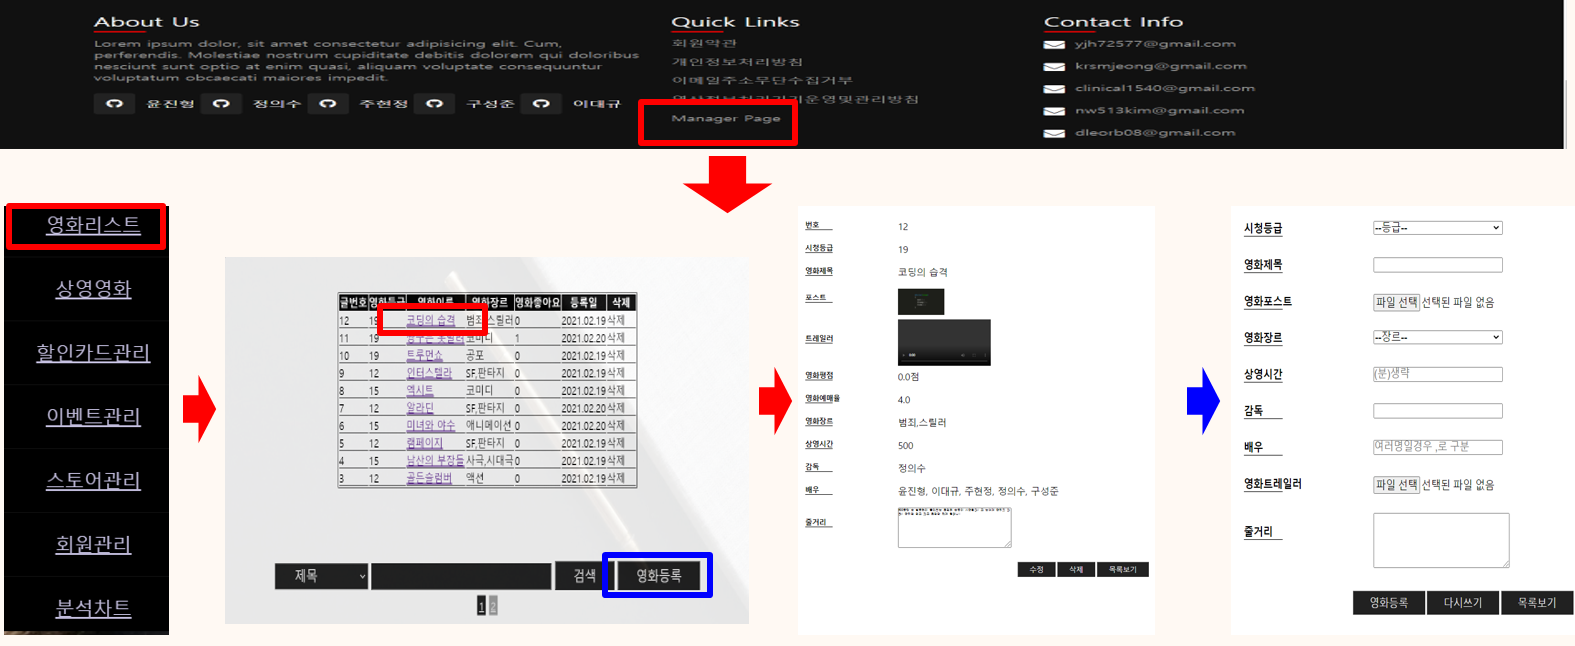 About Us
Lorem ipsum dolor, sit amet consectetur adipisicing elit. Cum,
perferendis. Molestiae nostrum cupiditate debitis dolorem qui doloribus
nesciunt sunt optio at enim quasi, aliquam voluptate consequuntur
voluptatum obcaecati maiores impedit.
윤진형 정의수 주현정 구성준 이대규
Quick Links
회원약관
개인정보처리방침
이메일주소무단수집거부
영상정보처리기기운영및관리방침
Manager Page
Contact Info
yjh72577@gmail.com
krsmjeong@gmail.com
clinical1540@gmail.com
nw513kim@gmail.com
dleorb08@gmail.com
영화리스트
상영영화
할인카드관리
이벤트관리
스토어관리
회원관리
분석차트
글번호 영화등급 영화이름 영화장르 영화좋아요 등록일 삭제
12 19 코딩의 습격 범죄,스릴러 0 2021.02.19 삭제
11 19 코미디 1 2021.02.20 삭제
10 19 트루먼쇼 공포 0 2021.02.19 삭제
9 12 인터스텔라 SF,판타지 0 2021.02.19 삭제
8 15 엑시트 코미디 0 2021.02.20 삭제
7 12 알라딘 SF,판타지 0 2021.02.20 삭제
6 15 미녀와 야수 애니메이션 0 2021.02.20 삭제
5 12 캠페이지 SF,판타지 0 2021.02.19 삭제
4 15 남산의 부장들 사극,시대극 0 2021.02.19 삭제
3 12 골든슬럼버 액션 0 2021.02.19 삭제
제목 검색 영화등록
1 2
번호 12
시청등급 19
영화제목 코딩의 습격
포스트
트레일러
영화평점 0.0점
영화예매율 4.0
영화장르 범죄,스릴러
상영시간 500
감독 정의수
배우 윤진형, 이대규, 주현정, 정의수, 구성준
줄거리
수정 삭제 목록보기
시청등급 --등급--
영화제목
영화포스트 파일 선택 선택된 파일 없음
영화장르 --장르--
상영시간 (분)생략
감독
배우 여러명일경우 ,로 구분
영화트레일러 파일 선택 선택된 파일 없음
줄거리
영화등록 다시쓰기 목록보기